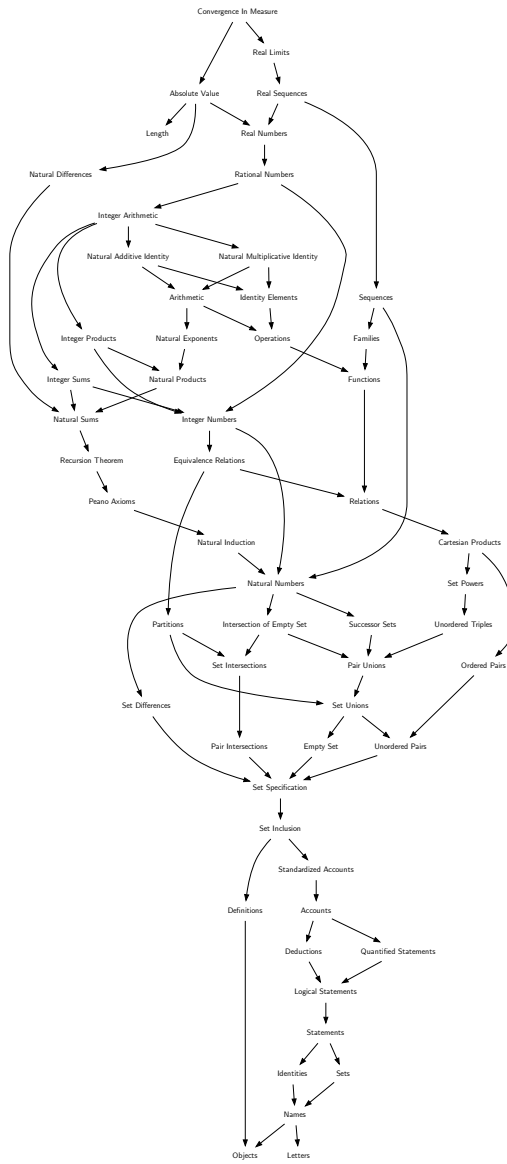 Convergence In Measure
Real Limits
Absolute Value
Real Sequences
Length
Real Numbers
Natural Differences
Rational Numbers
Integer Arithmetic
Natural Additive Identity
Natural Multiplicative Identity
Arithmetic
Identity Elements
Sequences
Integer Products
Natural Exponents
Operations
Families
Integer Sums
Natural Products
Functions
Natural Sums
Integer Numbers
Recursion Theorem
Equivalence Relations
Peano Axioms
Relations
Natural Induction
Cartesian Products
Natural Numbers
Set Powers
Partitions
Intersection of Empty Set
Successor Sets
Unordered Triples
Set Intersections
Pair Unions
Ordered Pairs
Set Differences
Set Unions
Pair Intersections
Empty Set
Unordered Pairs
Set Specification
Set Inclusion
Standardized Accounts
Definitions
Accounts
Deductions
Quantified Statements
Logical Statements
Statements
Identities
Sets
Names
Objects
Letters